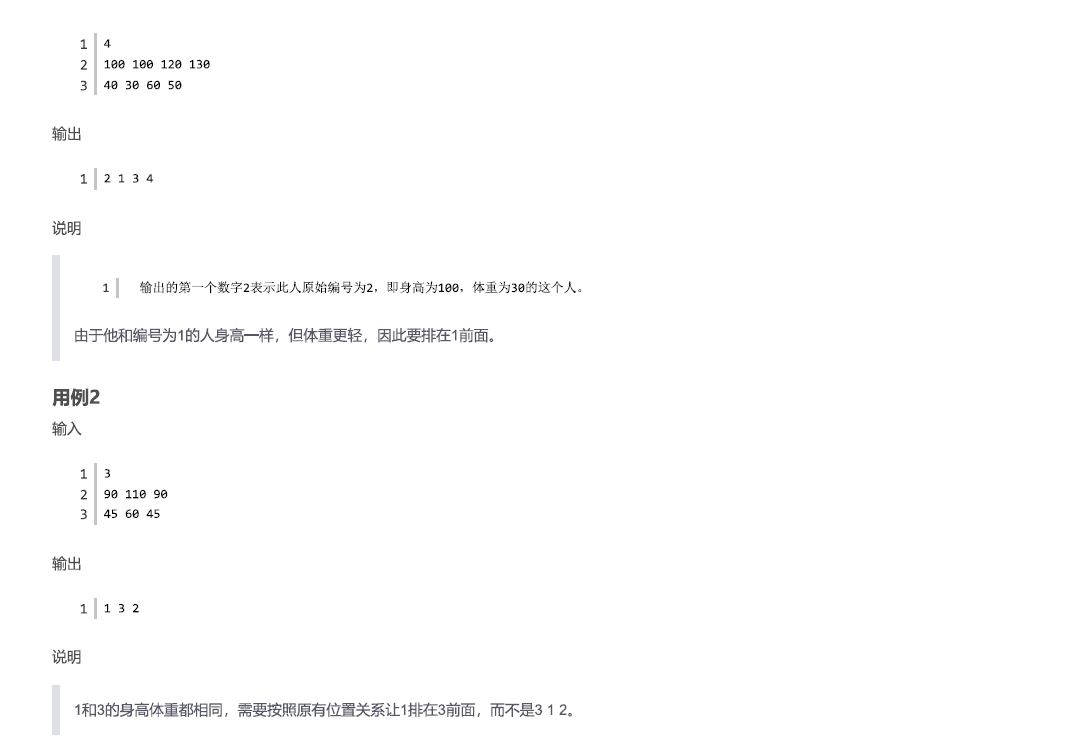 1 4
2 100 100 120 130
3 40 30 60 50
输出
1 2 1 3 4
说明
1 输出的第一个数字2表示此人原始编号为2，即身高为100，体重为30的这个人。
由于他和编号为1的人身高一样，但体重更轻，因此要排在1前面。
用例2
输入
1 3
2 90 110 90
3 45 60 45
输出
1 1 3 2
说明
1和3的身高体重都相同，需要按照原有位置关系让1排在3前面，而不是3 1 2。